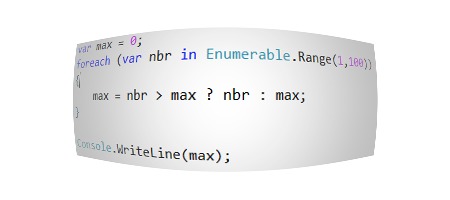 var max = 0;
foreach (var nbr in Enumerable.Range(1,100))
{
max = nbr > max ? nbr : max;
}
Console.WriteLine(max);